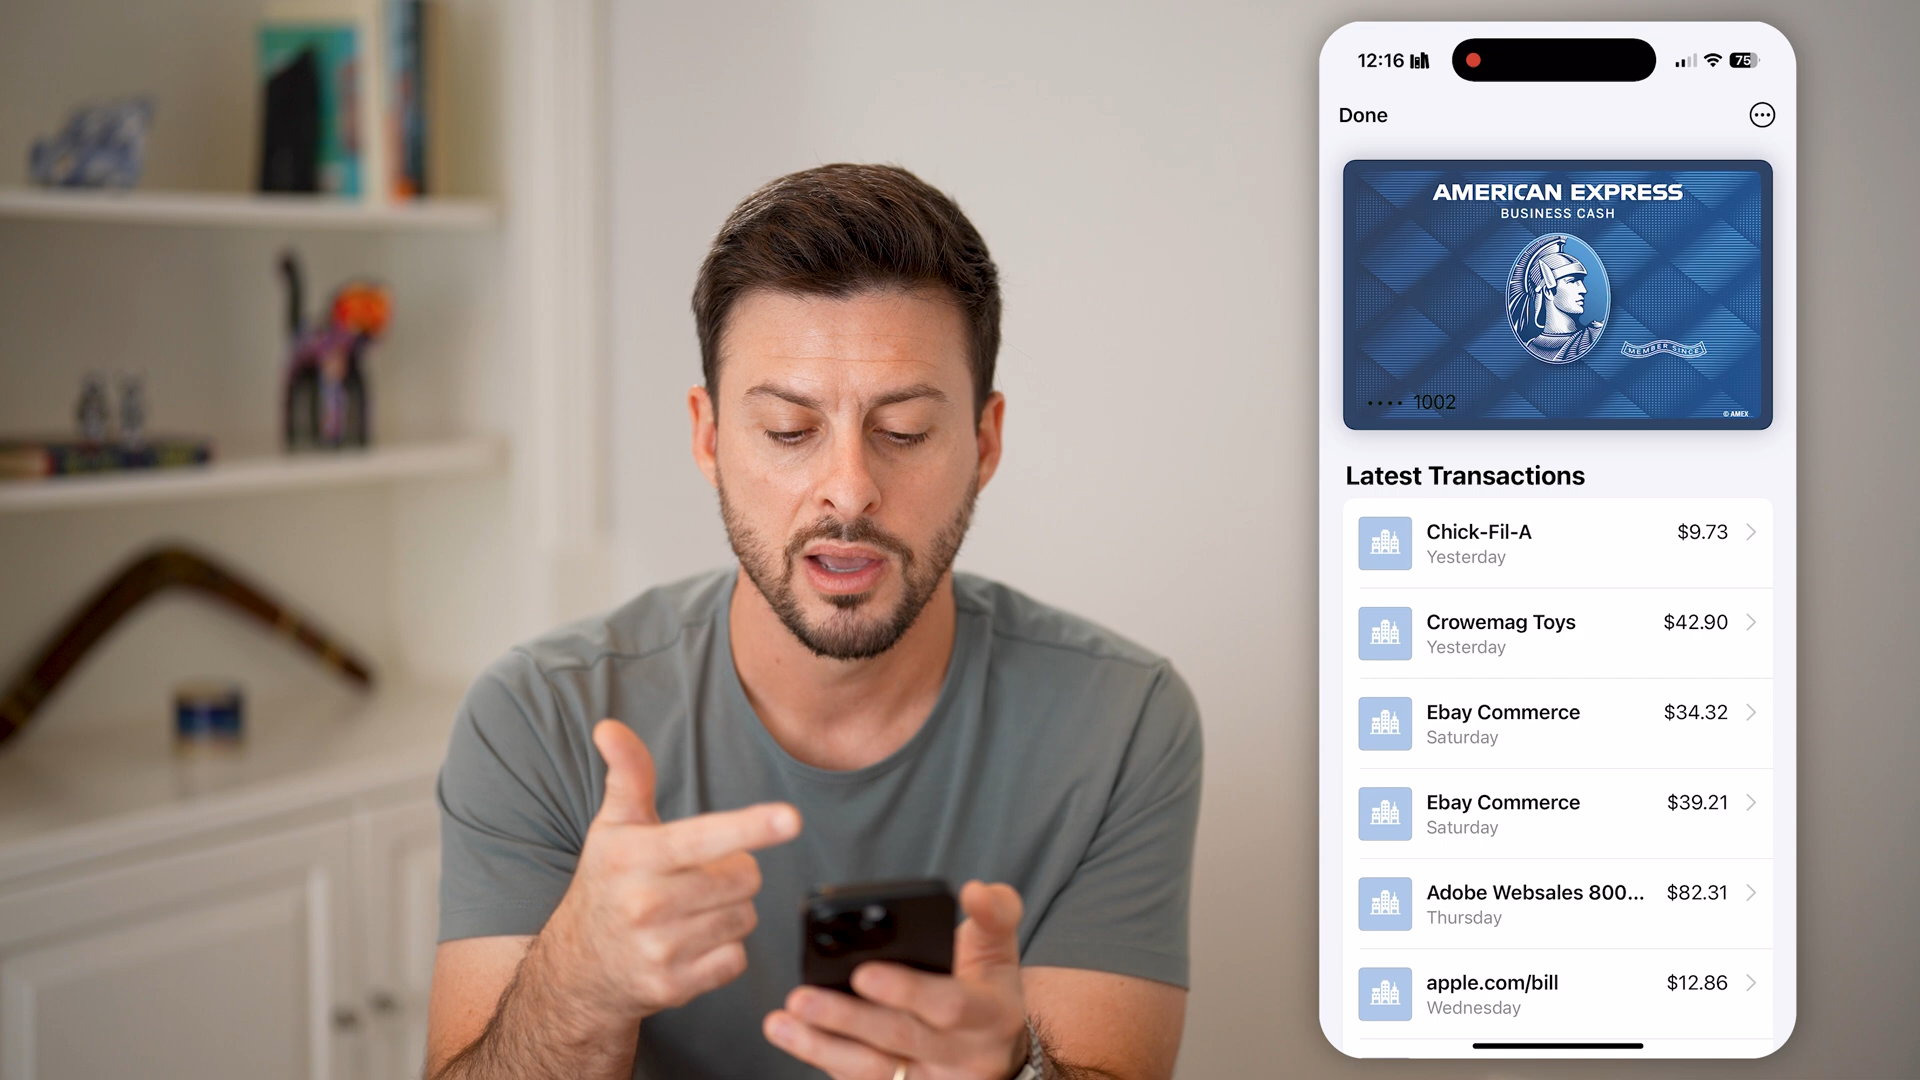 12:16
75
Done
AMERICAN EXPRESS
BUSINESS CASH
MEMBER SINCE
•••• 1002
© AMEX
Latest Transactions
Chick-Fil-A $9.73
Yesterday
Crowemag Toys $42.90
Yesterday
Ebay Commerce $34.32
Saturday
Ebay Commerce $39.21
Saturday
Adobe Websales 800... $82.31
Thursday
apple.com/bill $12.86
Wednesday